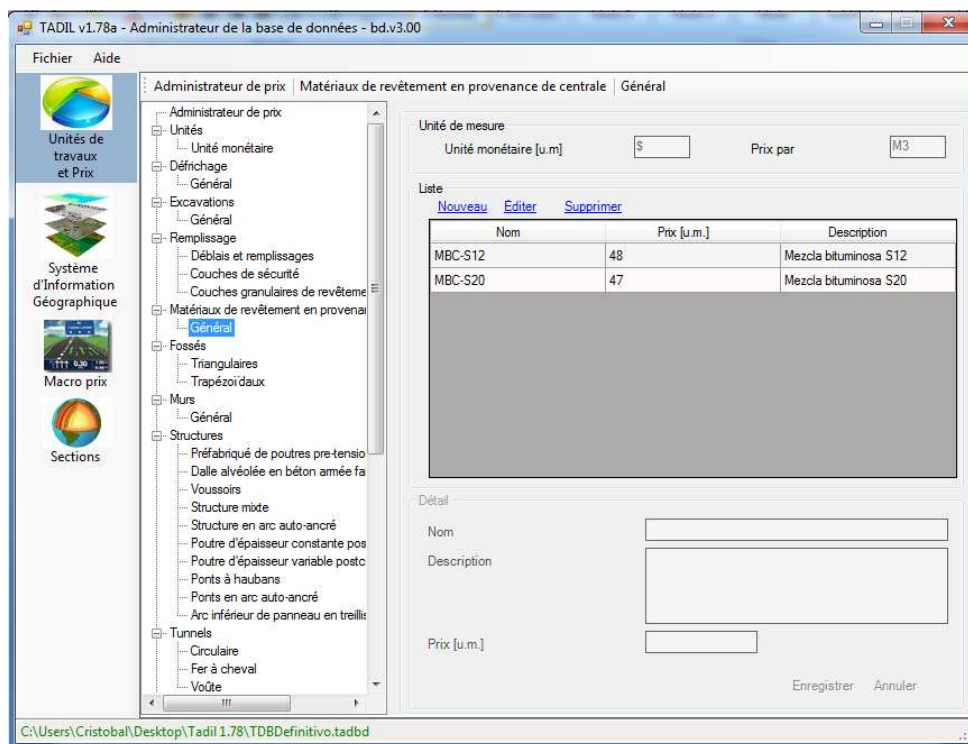 TADIL v1.78a - Administrateur de la base de données - bd.v3.00
Fichier Aide
Unités de
travaux
et Prix
Système
d'Information
Géographique
Macro prix
Sections
Administrateur de prix Matériaux de revêtement en provenance de centrale Général
Administrateur de prix
Unités
Unité monétaire
Défrichage
Général
Excavations
Général
Remplissage
Déblais et remplissages
Couches de sécurité
Couches granulaires de revêteme
Matériaux de revêtement en provenar
Général
Fossés
Triangulaires
Trapézoïdaux
Murs
Général
Structures
Préfabriqué de poutres pre-tensio
Dalle alvéolée en béton armée fa
Voussoirs
Structure mixte
Structure en arc auto-ancré
Poutre d'épaisseur constante pos
Poutre d'épaisseur variable postc
Ponts à haubans
Ponts en arc auto-ancré
Arc inférieur de panneau en treillis
Tunnels
Circulaire
Fer à cheval
Voûte
Unité de mesure
Unité monétaire [u.m] $ Prix par M3
Liste
Nouveau Éditer Supprimer
Nom Prix [u.m.] Description
MBC-S12 48 Mezcla bituminosa S12
MBC-S20 47 Mezcla bituminosa S20
Détail
Nom
Description
Prix [u.m.]
Enregistrer Annuler
C:\Users\Cristobal\Desktop\Tadil 1.78\TDBDefinitivo.tadbd